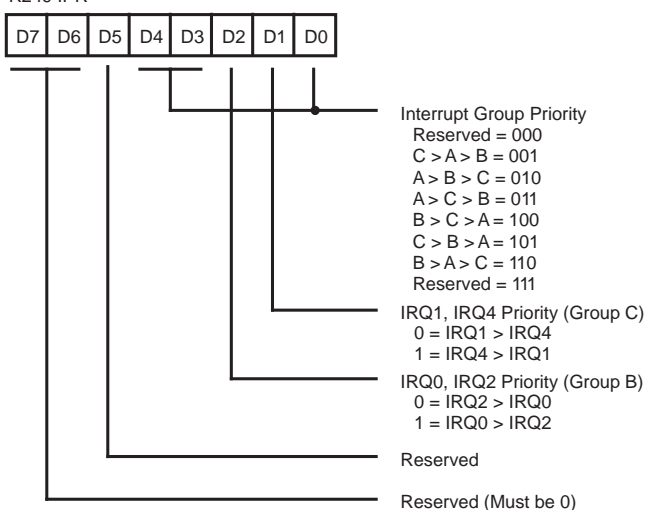 D7 D6 D5 D4 D3 D2 D1 D0
Interrupt Group Priority
Reserved = 000
C > A > B = 001
A > B > C = 010
A > C > B = 011
B > C > A = 100
C > B > A = 101
B > A > C = 110
Reserved = 111
IRQ1, IRQ4 Priority (Group C)
0 = IRQ1 > IRQ4
1 = IRQ4 > IRQ1
IRQ0, IRQ2 Priority (Group B)
0 = IRQ2 > IRQ0
1 = IRQ0 > IRQ2
Reserved
Reserved (Must be 0)